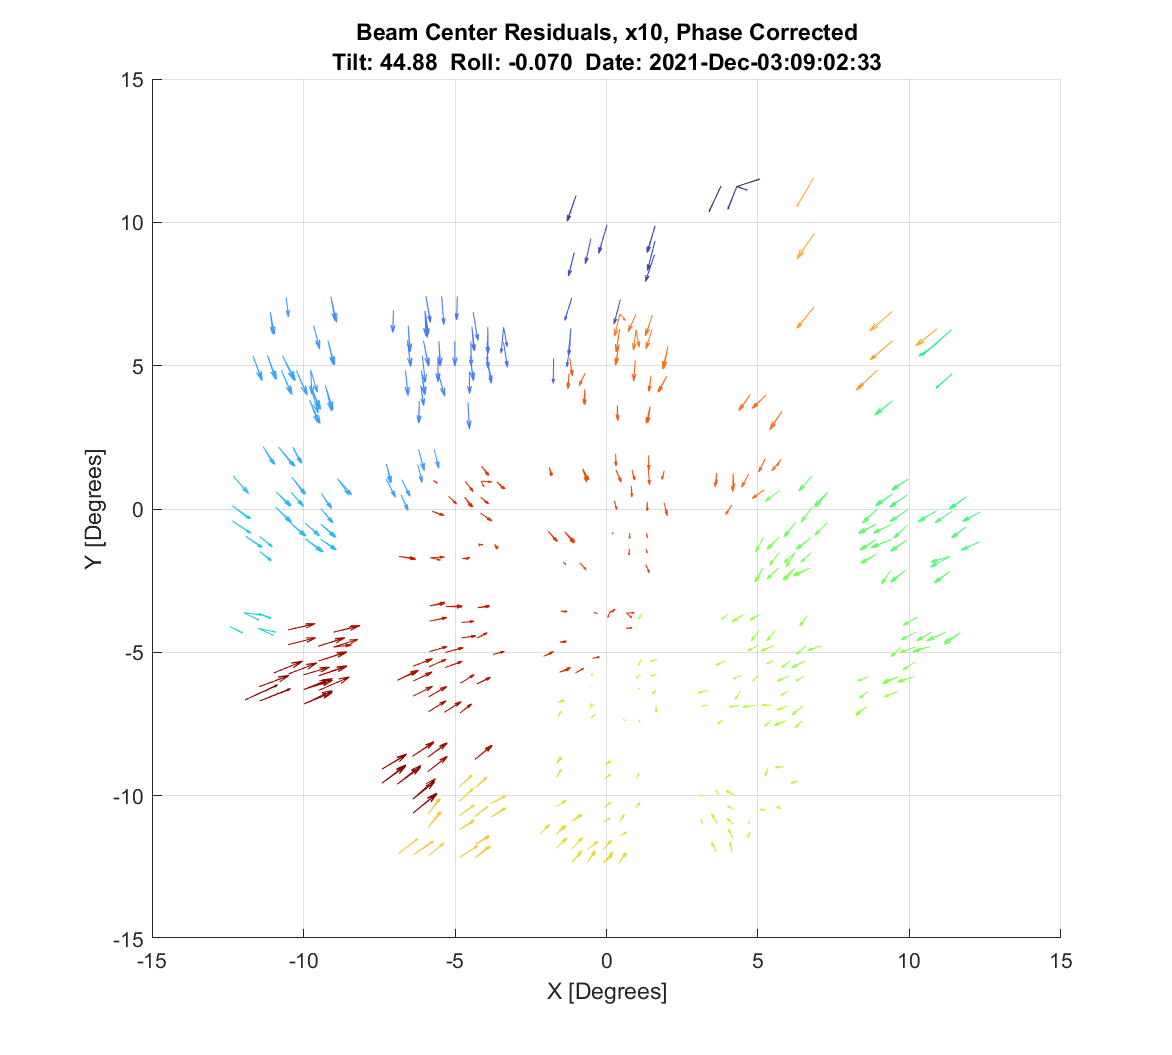 Beam Center Residuals, x10, Phase Corrected
Tilt: 44.88  Roll: -0.070  Date: 2021-Dec-03:09:02:33
15
10
5
0
-5
-10
-15
Y [Degrees]
-15 -10 -5 0 5 10 15
X [Degrees]